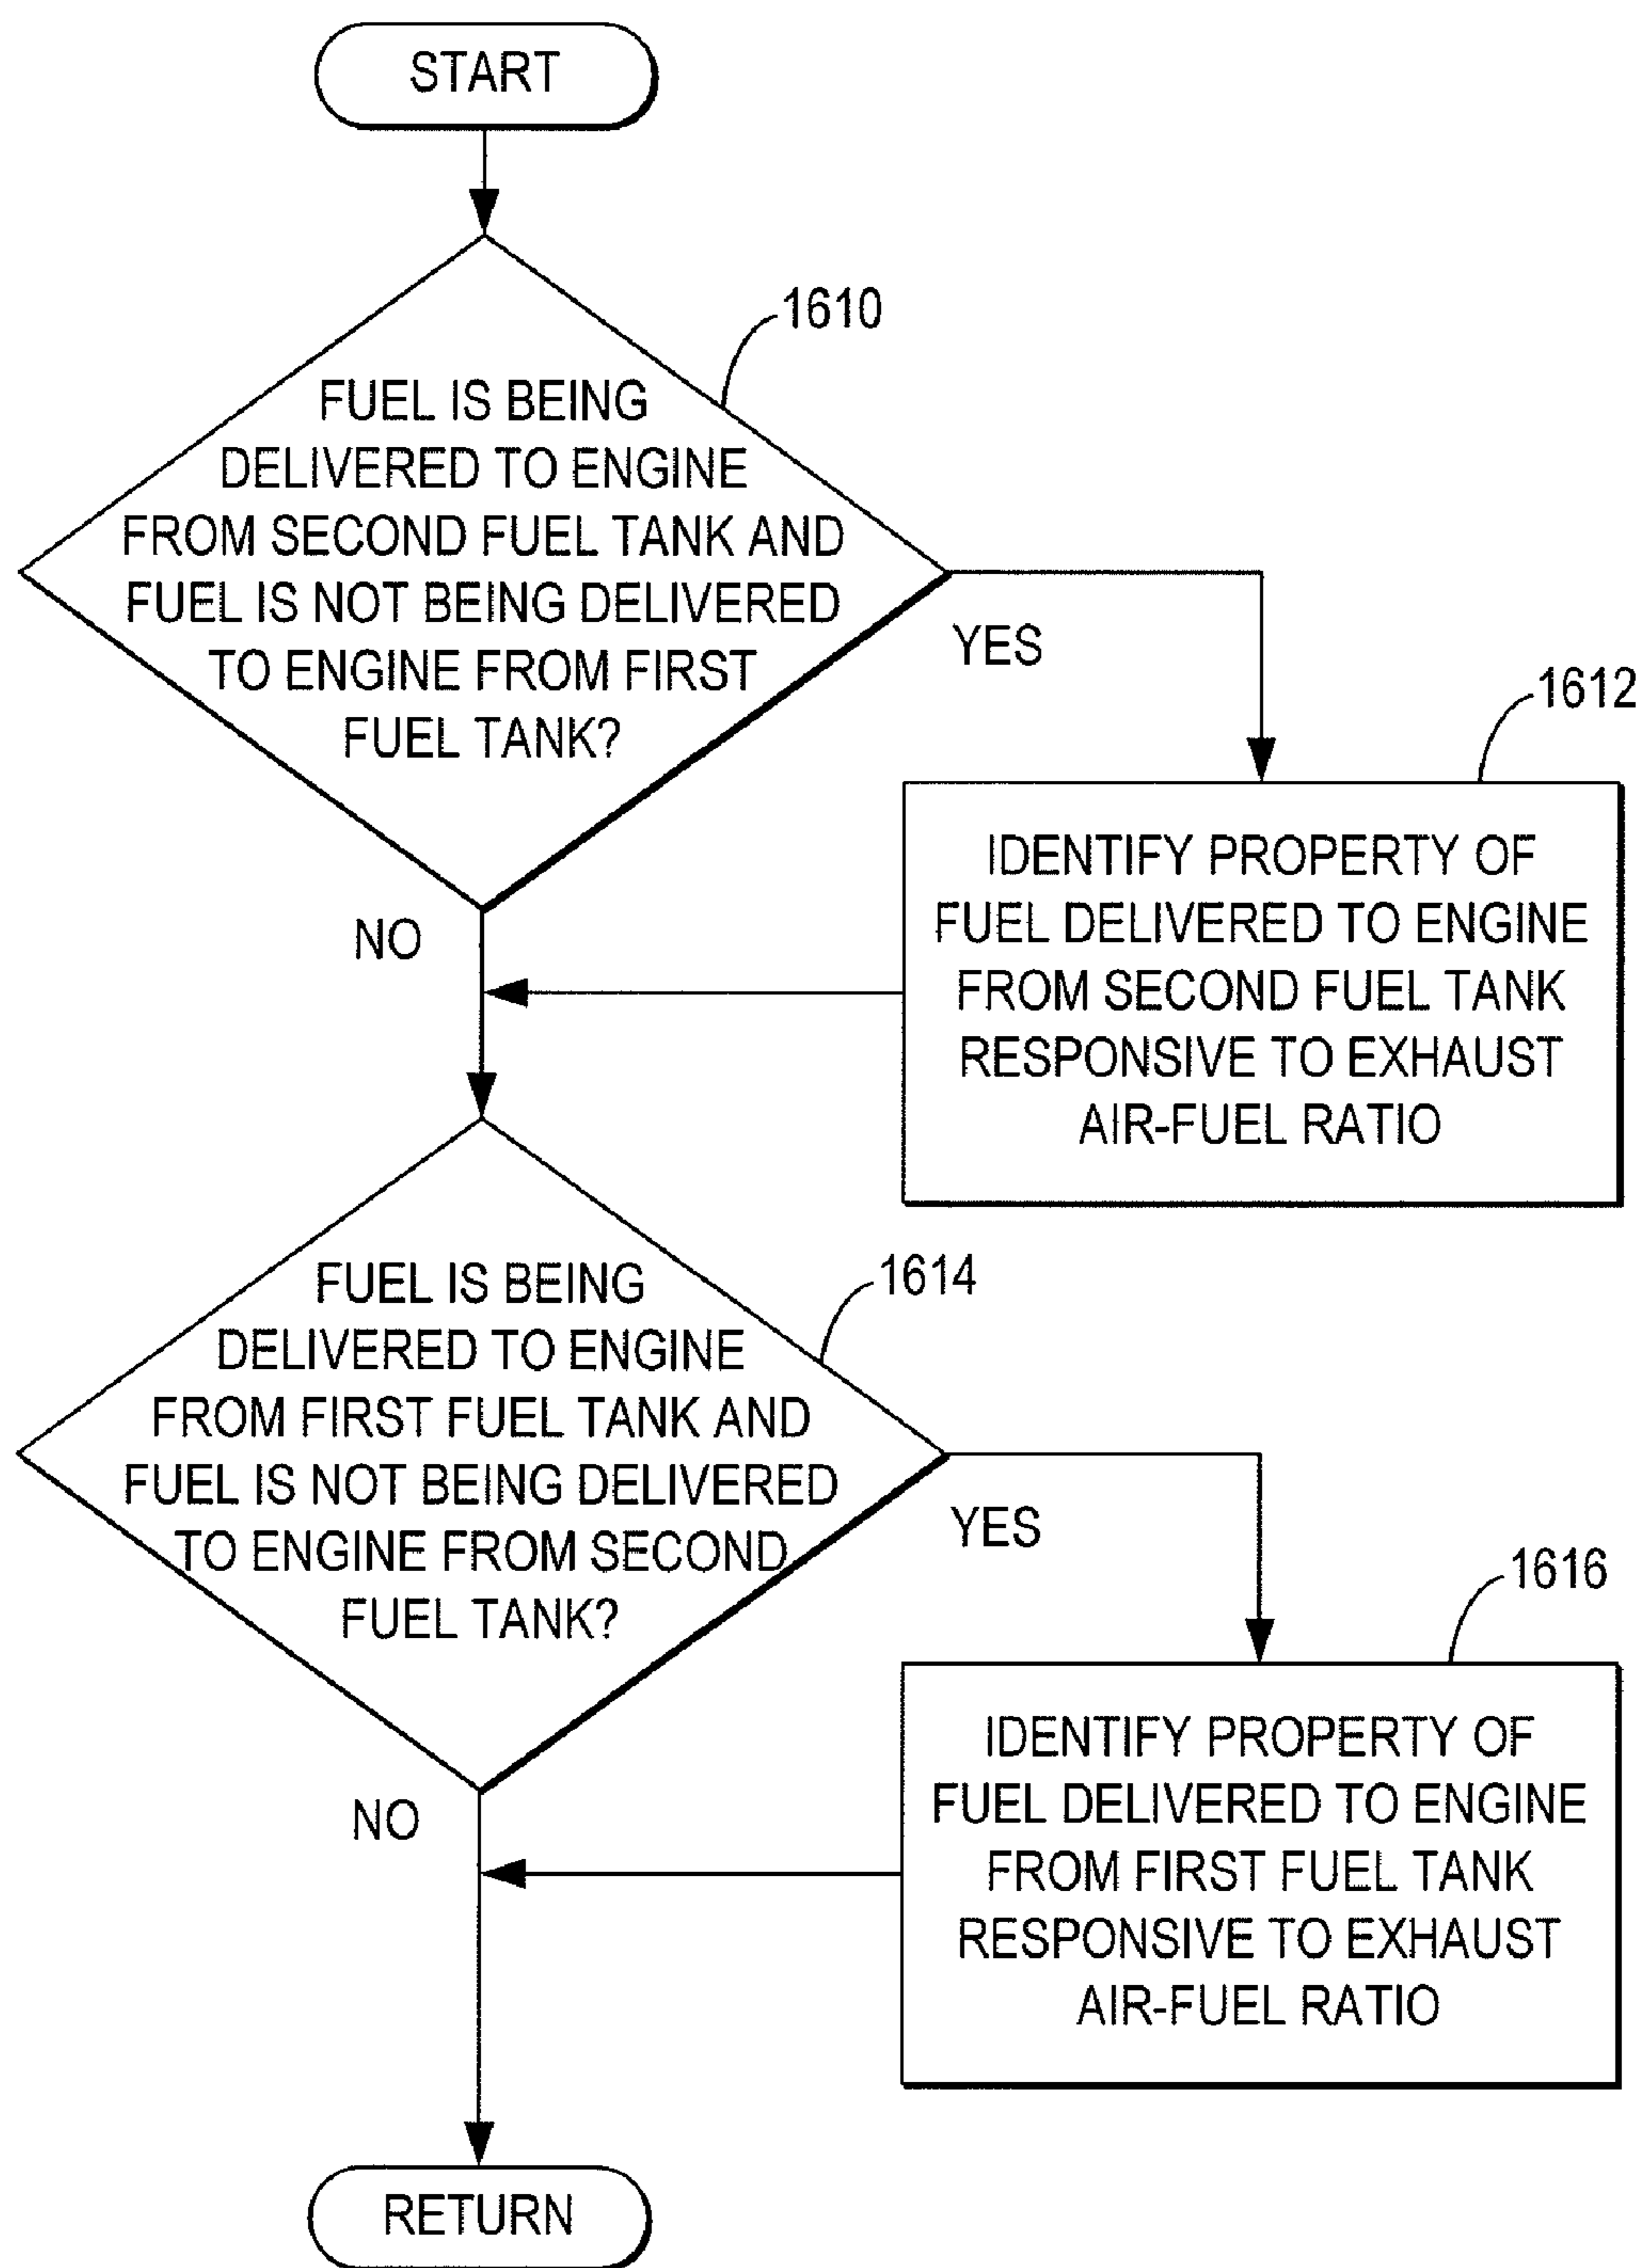 START
1610
FUEL IS BEING
DELIVERED TO ENGINE
FROM SECOND FUEL TANK AND
FUEL IS NOT BEING DELIVERED
TO ENGINE FROM FIRST
FUEL TANK?
YES
NO
1612
IDENTIFY PROPERTY OF
FUEL DELIVERED TO ENGINE
FROM SECOND FUEL TANK
RESPONSIVE TO EXHAUST
AIR-FUEL RATIO
1614
FUEL IS BEING
DELIVERED TO ENGINE
FROM FIRST FUEL TANK AND
FUEL IS NOT BEING DELIVERED
TO ENGINE FROM SECOND
FUEL TANK?
YES
NO
1616
IDENTIFY PROPERTY OF
FUEL DELIVERED TO ENGINE
FROM FIRST FUEL TANK
RESPONSIVE TO EXHAUST
AIR-FUEL RATIO
RETURN